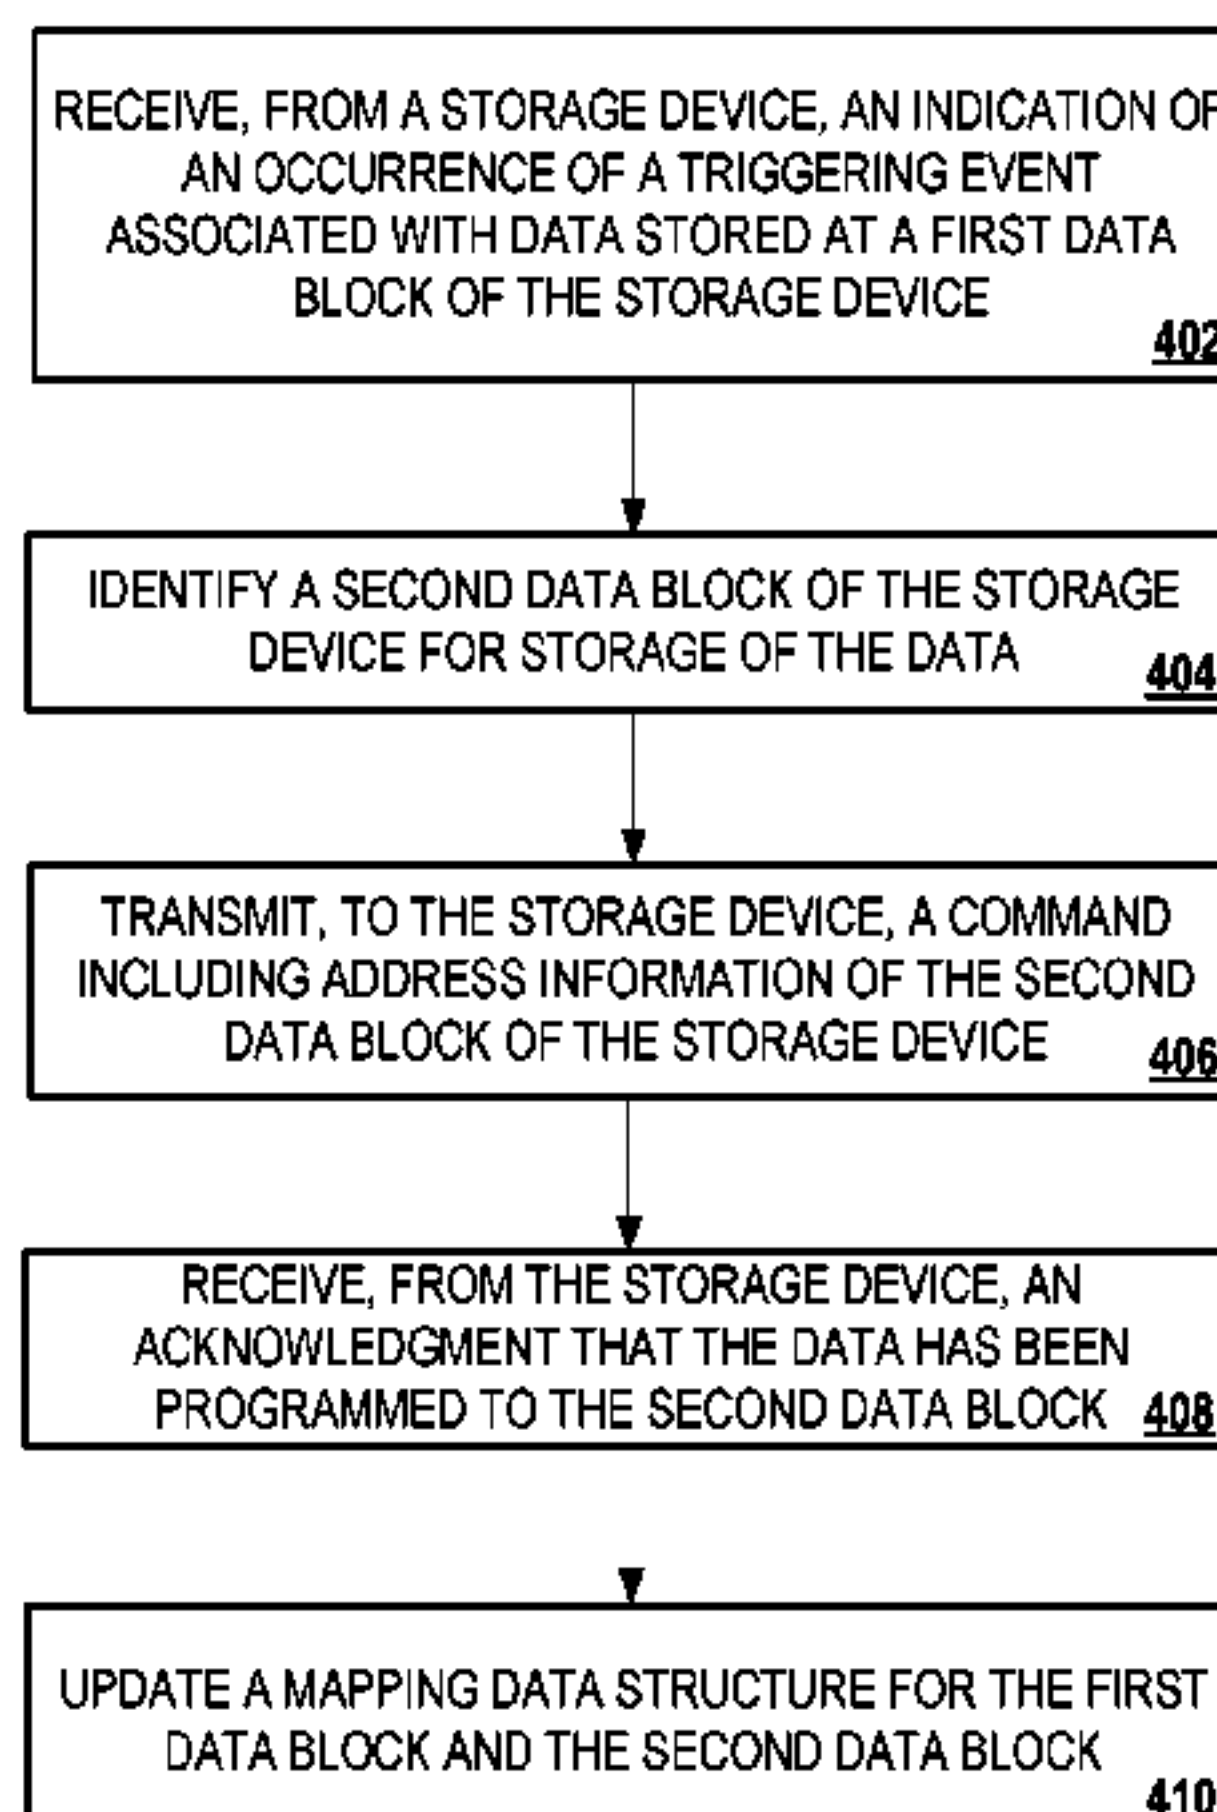 RECEIVE, FROM A STORAGE DEVICE, AN INDICATION OF
AN OCCURRENCE OF A TRIGGERING EVENT
ASSOCIATED WITH DATA STORED AT A FIRST DATA
BLOCK OF THE STORAGE DEVICE
402
IDENTIFY A SECOND DATA BLOCK OF THE STORAGE
DEVICE FOR STORAGE OF THE DATA
404
TRANSMIT, TO THE STORAGE DEVICE, A COMMAND
INCLUDING ADDRESS INFORMATION OF THE SECOND
DATA BLOCK OF THE STORAGE DEVICE
406
RECEIVE, FROM THE STORAGE DEVICE, AN
ACKNOWLEDGMENT THAT THE DATA HAS BEEN
PROGRAMMED TO THE SECOND DATA BLOCK 408
UPDATE A MAPPING DATA STRUCTURE FOR THE FIRST
DATA BLOCK AND THE SECOND DATA BLOCK
410